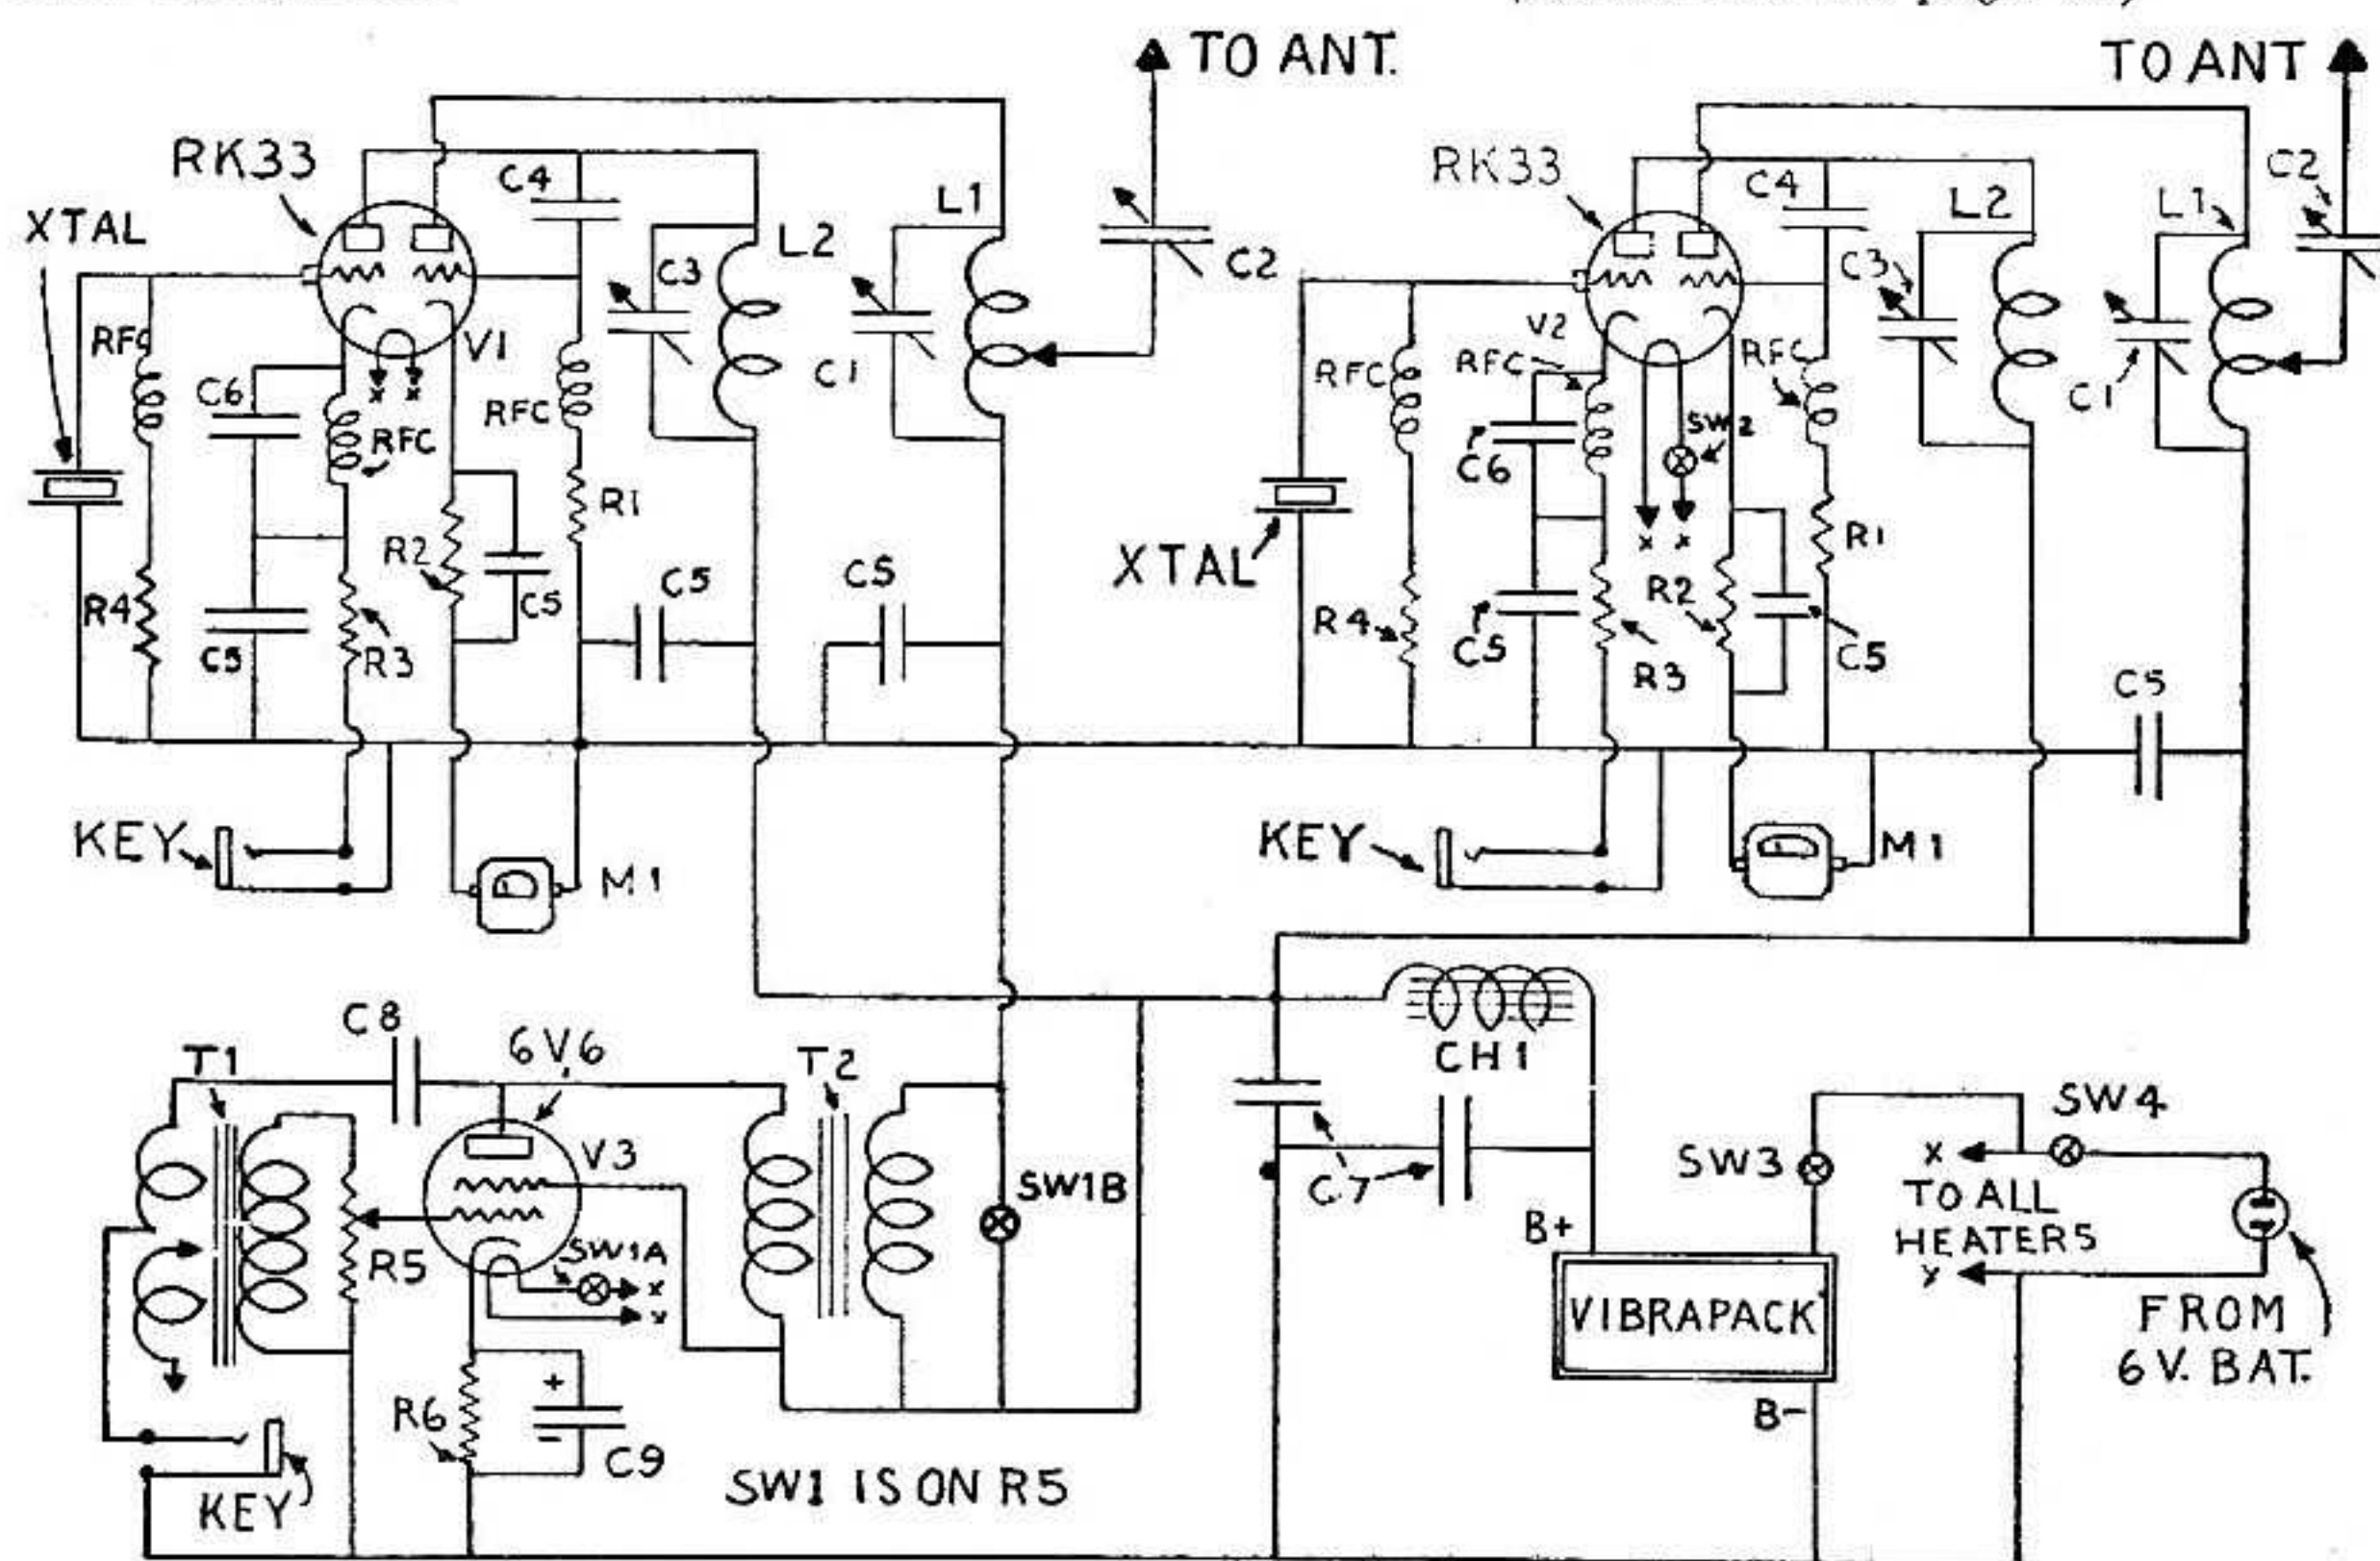 TO ANT.
TO ANT
RK33
C4
L1
XTAL
C3
L2
C2
RFC
V1
C6
RFC
RFC
C1
R1
R2
C5
C5
C5
R4
C5
R3
KEY
M1
RK33
C4
L2
L1
C2
C3
V2
RFC
RFC
RFC
C1
SW2
C6
x x
XTAL
R1
R2
R4
C5
R3
C5
C5
KEY
M1
C8
T1
6V6
T2
CH1
V3
SW1B
C7
R5
SW1A
x
R6
+
-
C9
KEY
SW1 IS ON R5
SW4
SW3
x
TO ALL
HEATERS
B+
VIBRAPACK
FROM
6 V. BAT.
B-